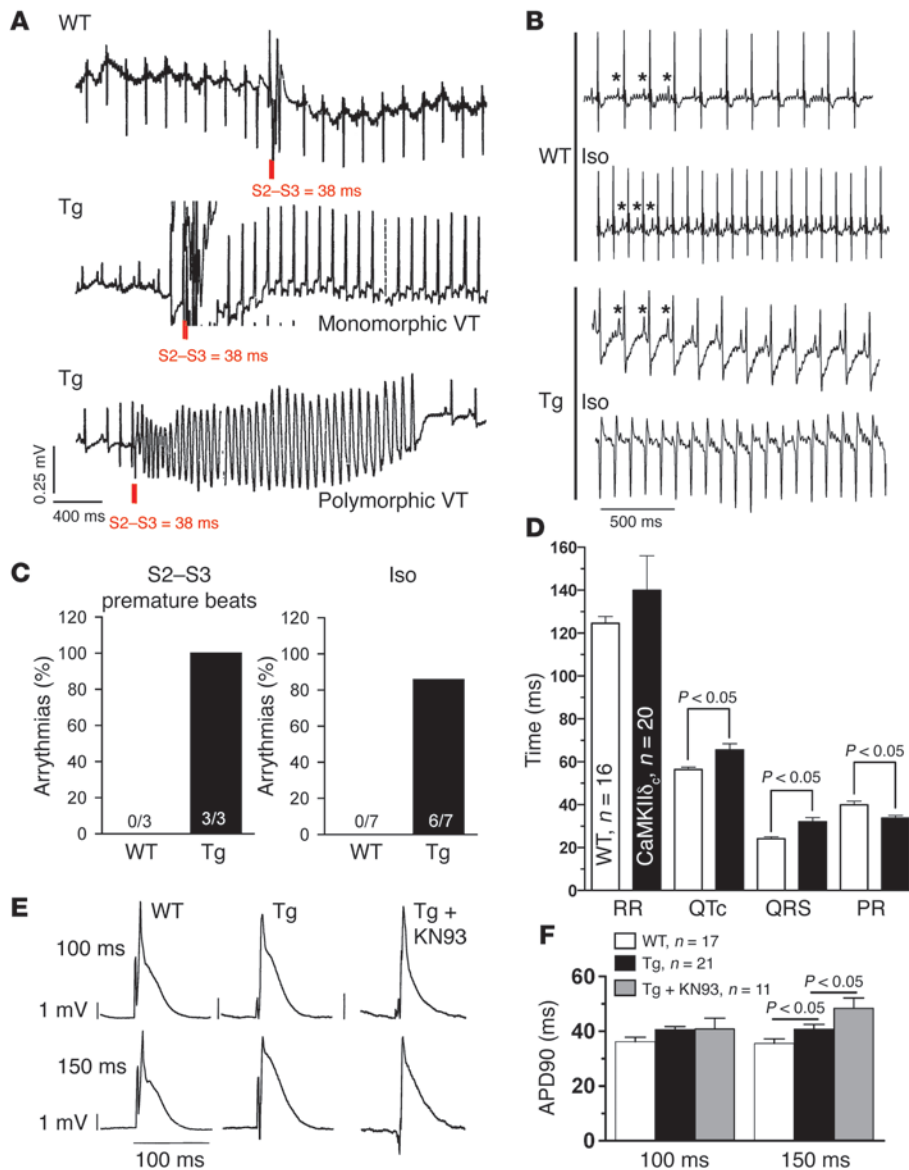 A
WT
S2–S3 = 38 ms
Tg
Monomorphic VT
S2–S3 = 38 ms
Tg
0.25 mV
400 ms
Polymorphic VT
S2–S3 = 38 ms
B
* * *
WT
Iso
* * *
* * *
Tg
Iso
500 ms
C
S2–S3
premature beats
Arrythmias (%)
120
100
80
60
40
20
0
0/3
3/3
WT
Tg
Iso
Arrythmias (%)
120
100
80
60
40
20
0
0/7
6/7
WT
Tg
D
Time (ms)
160
140
120
100
80
60
40
20
0
WT, n = 16
CaMKIIδc, n = 20
P < 0.05
P < 0.05
P < 0.05
RR
QTc
QRS
PR
E
WT
Tg
Tg +
KN93
100 ms
1 mV
150 ms
1 mV
100 ms
F
WT, n = 17
Tg, n = 21
Tg + KN93, n = 11
APD90 (ms)
60
40
20
0
P < 0.05
P < 0.05
100 ms
150 ms